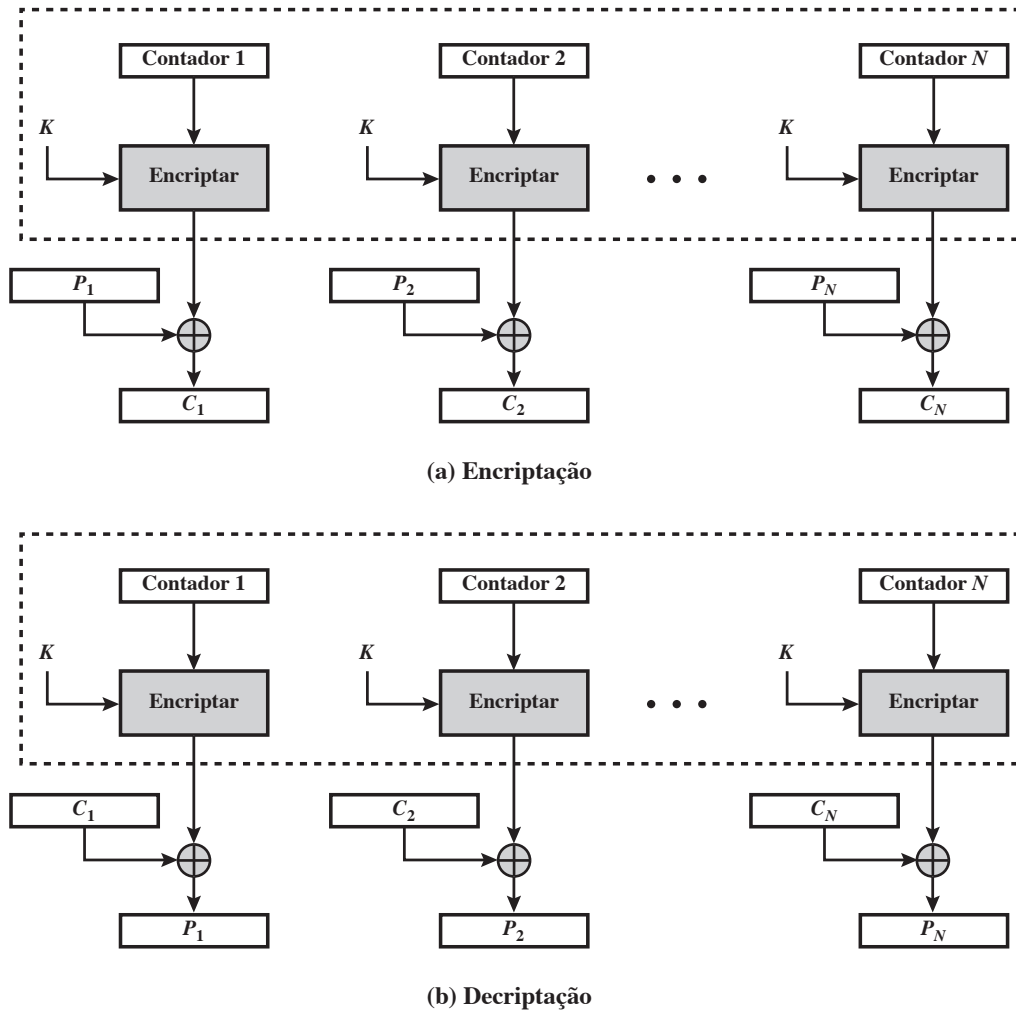 Contador 1 Contador 2 Contador N
K K K
Encriptar Encriptar • • • Encriptar
P1 P2 PN
C1 C2 CN
(a) Encriptação
Contador 1 Contador 2 Contador N
K K K
Encriptar Encriptar • • • Encriptar
C1 C2 CN
P1 P2 PN
(b) Decriptação